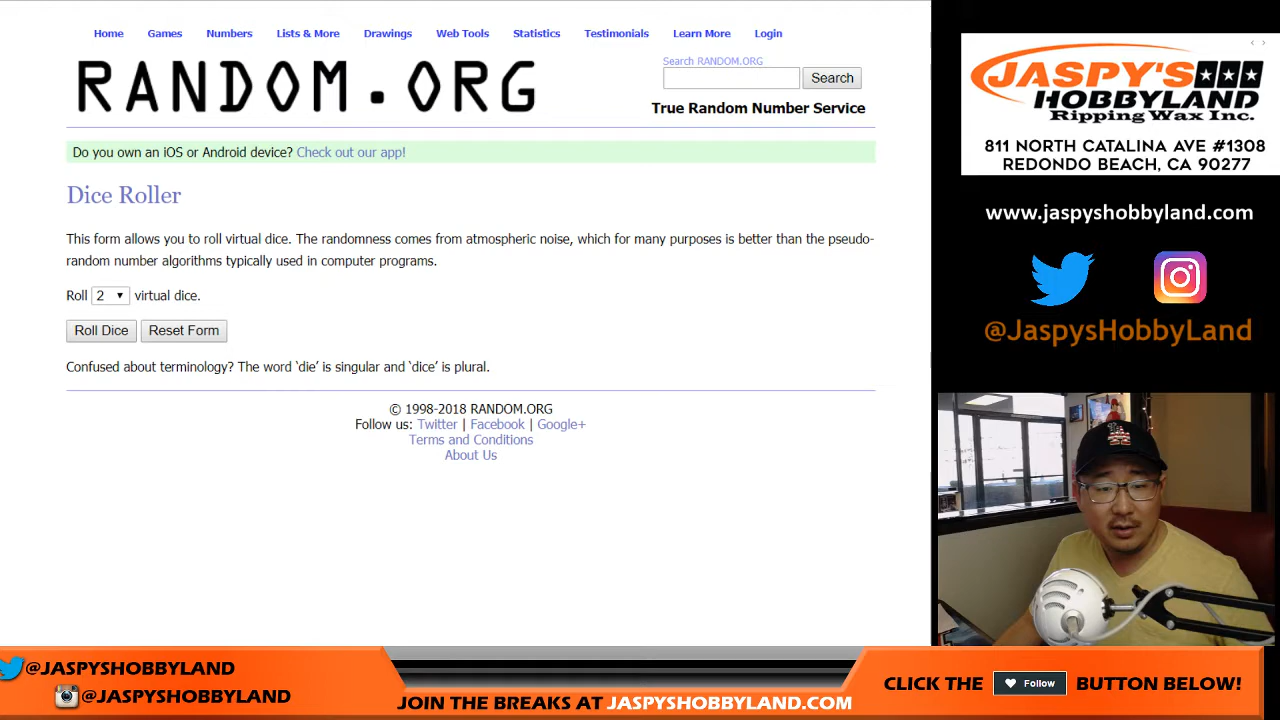 Home Games Numbers Lists & More Drawings Web Tools Statistics Testimonials Learn More Login
RANDOM.ORG
Search RANDOM.ORG
Search
True Random Number Service
Do you own an iOS or Android device? Check out our app!
Dice Roller
This form allows you to roll virtual dice. The randomness comes from atmospheric noise, which for many purposes is better than the pseudo-
random number algorithms typically used in computer programs.
Roll 2 virtual dice.
Roll Dice Reset Form
Confused about terminology? The word ‘die’ is singular and ‘dice’ is plural.
© 1998-2018 RANDOM.ORG
Follow us: Twitter | Facebook | Google+
Terms and Conditions
About Us
JASPY'S
HOBBYLAND
Ripping Wax Inc.
811 NORTH CATALINA AVE #1308
REDONDO BEACH, CA 90277
www.jaspyshobbyland.com
@JaspysHobbyLand
@JASPYSHOBBYLAND
@JASPYSHOBBYLAND
JOIN THE BREAKS AT JASPYSHOBBYLAND.COM
CLICK THE Follow BUTTON BELOW!